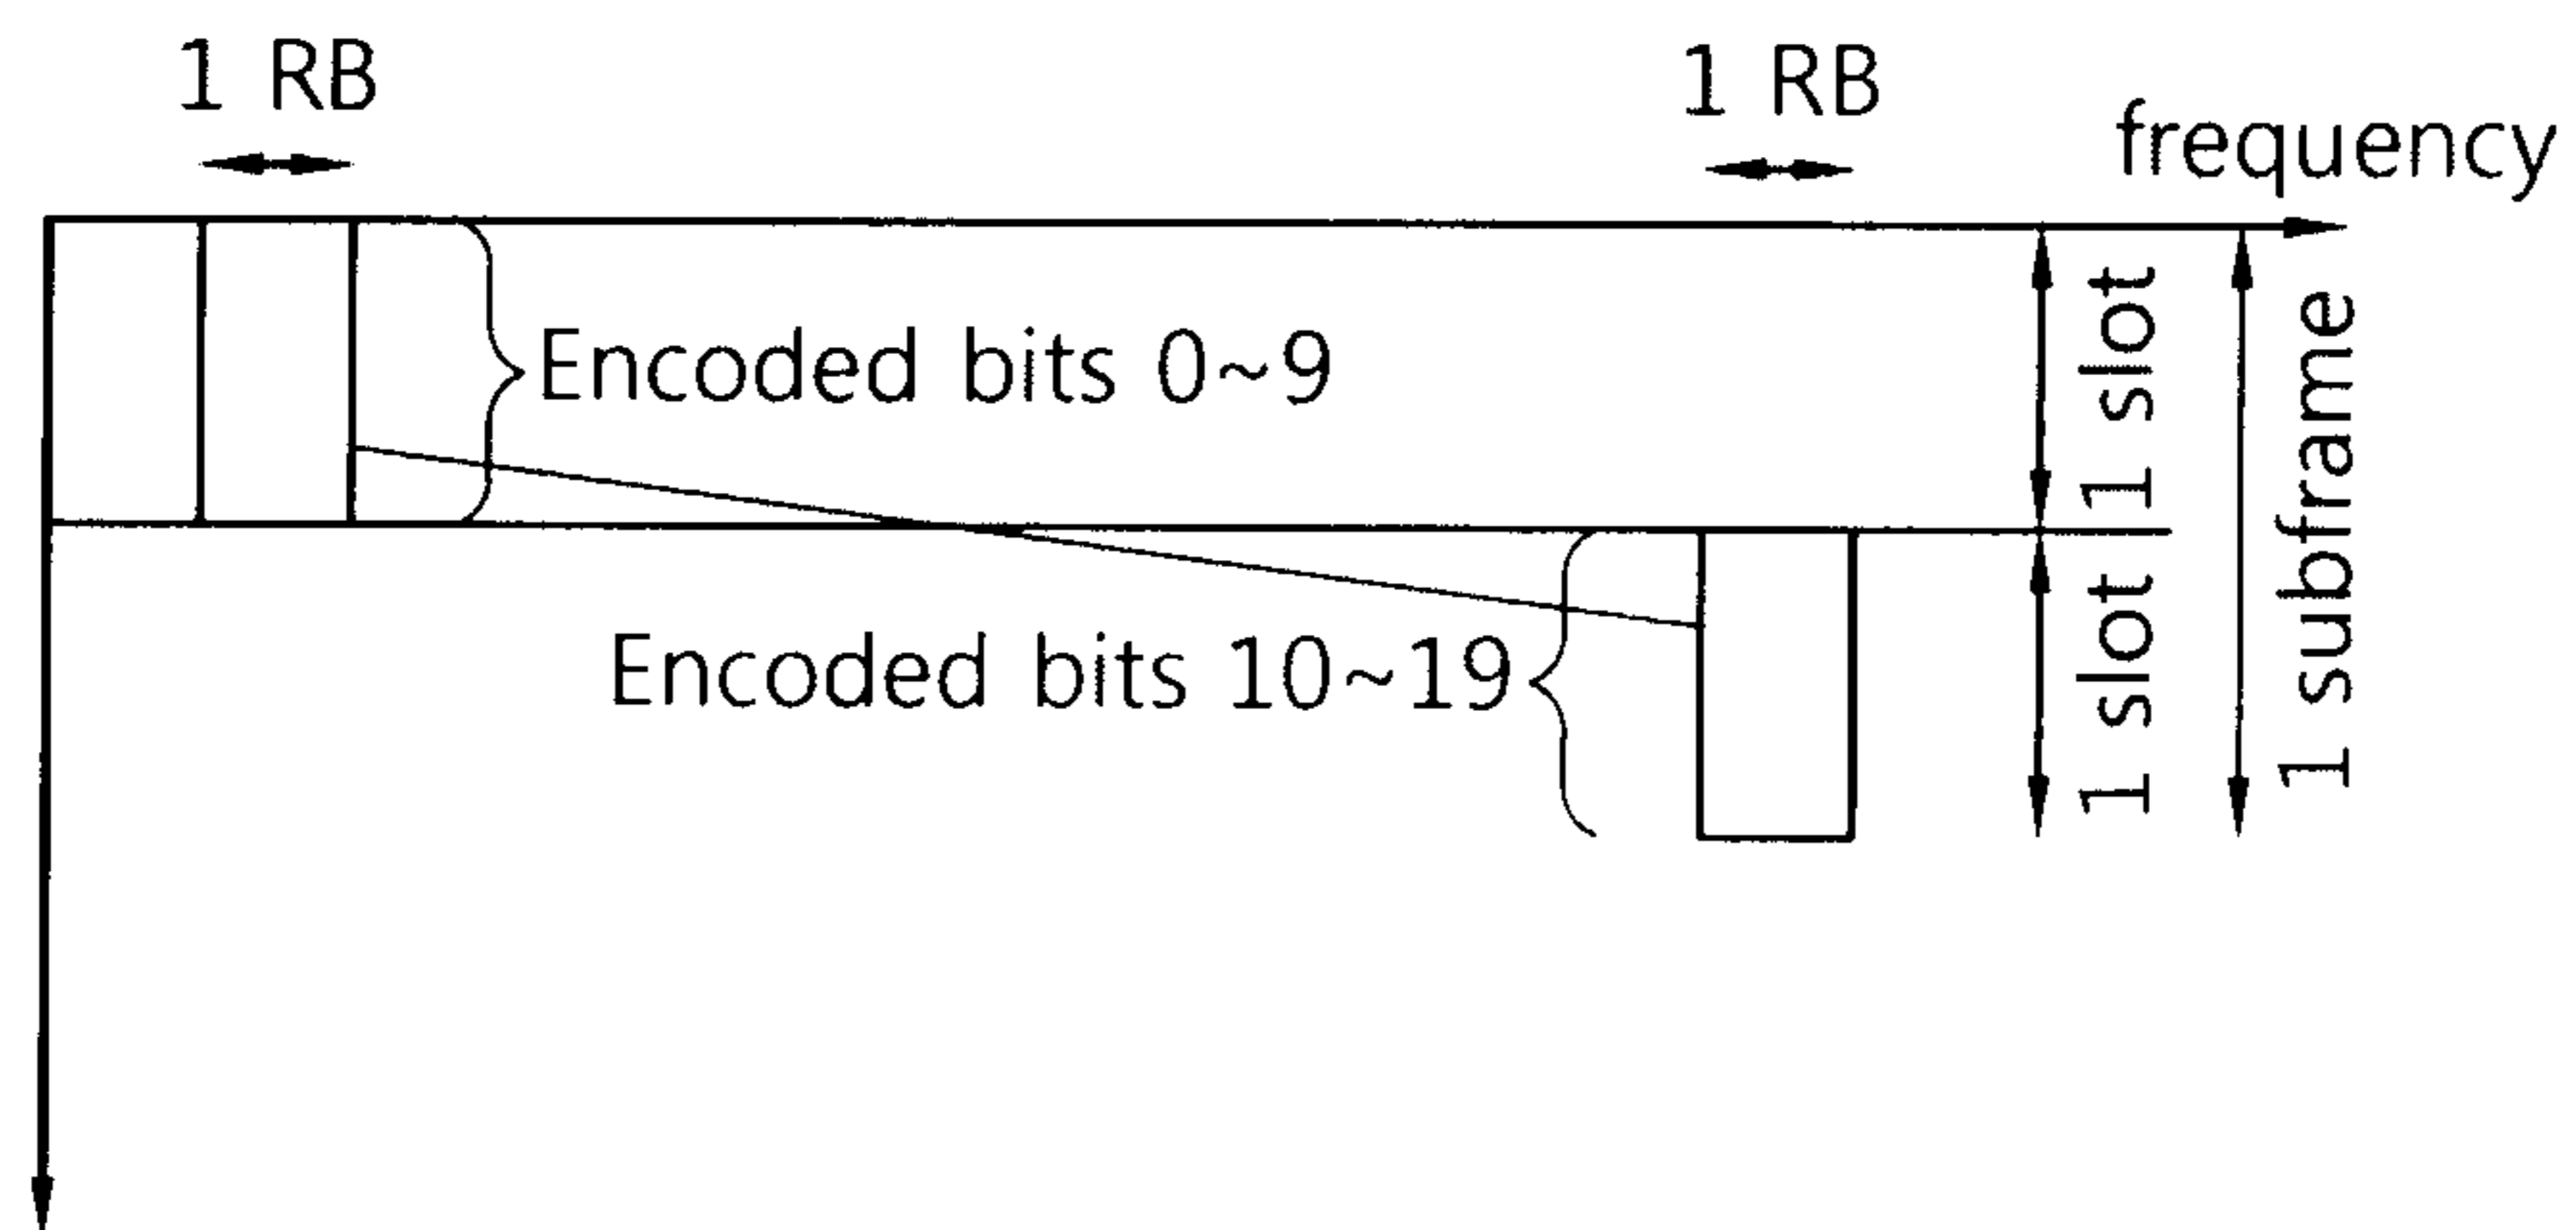 1 RB
1 RB
frequency
Encoded bits 0~9
1 slot
1 subframe
Encoded bits 10~19
1 slot